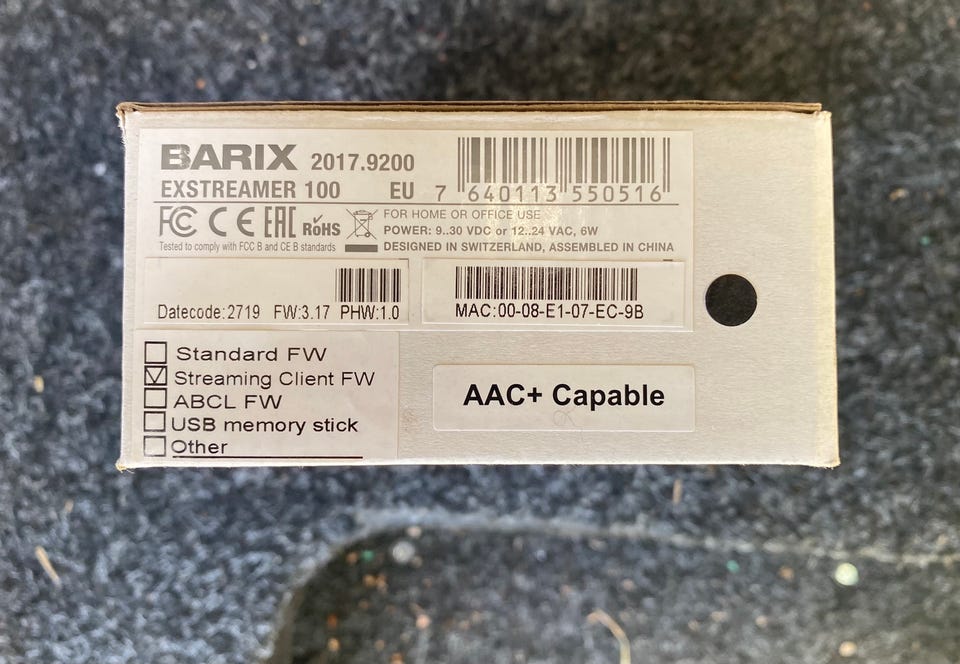 BARIX 2017.9200
EXSTREAMER 100 EU
7 640113 550516
FC CE EAC RoHS
Tested to comply with FCC B and CE B standards
FOR HOME OR OFFICE USE
POWER: 9..30 VDC or 12..24 VAC, 6W
DESIGNED IN SWITZERLAND, ASSEMBLED IN CHINA
Datecode:2719 FW:3.17 PHW:1.0
MAC:00-08-E1-07-EC-9B
Standard FW
Streaming Client FW
ABCL FW
USB memory stick
Other
AAC+ Capable